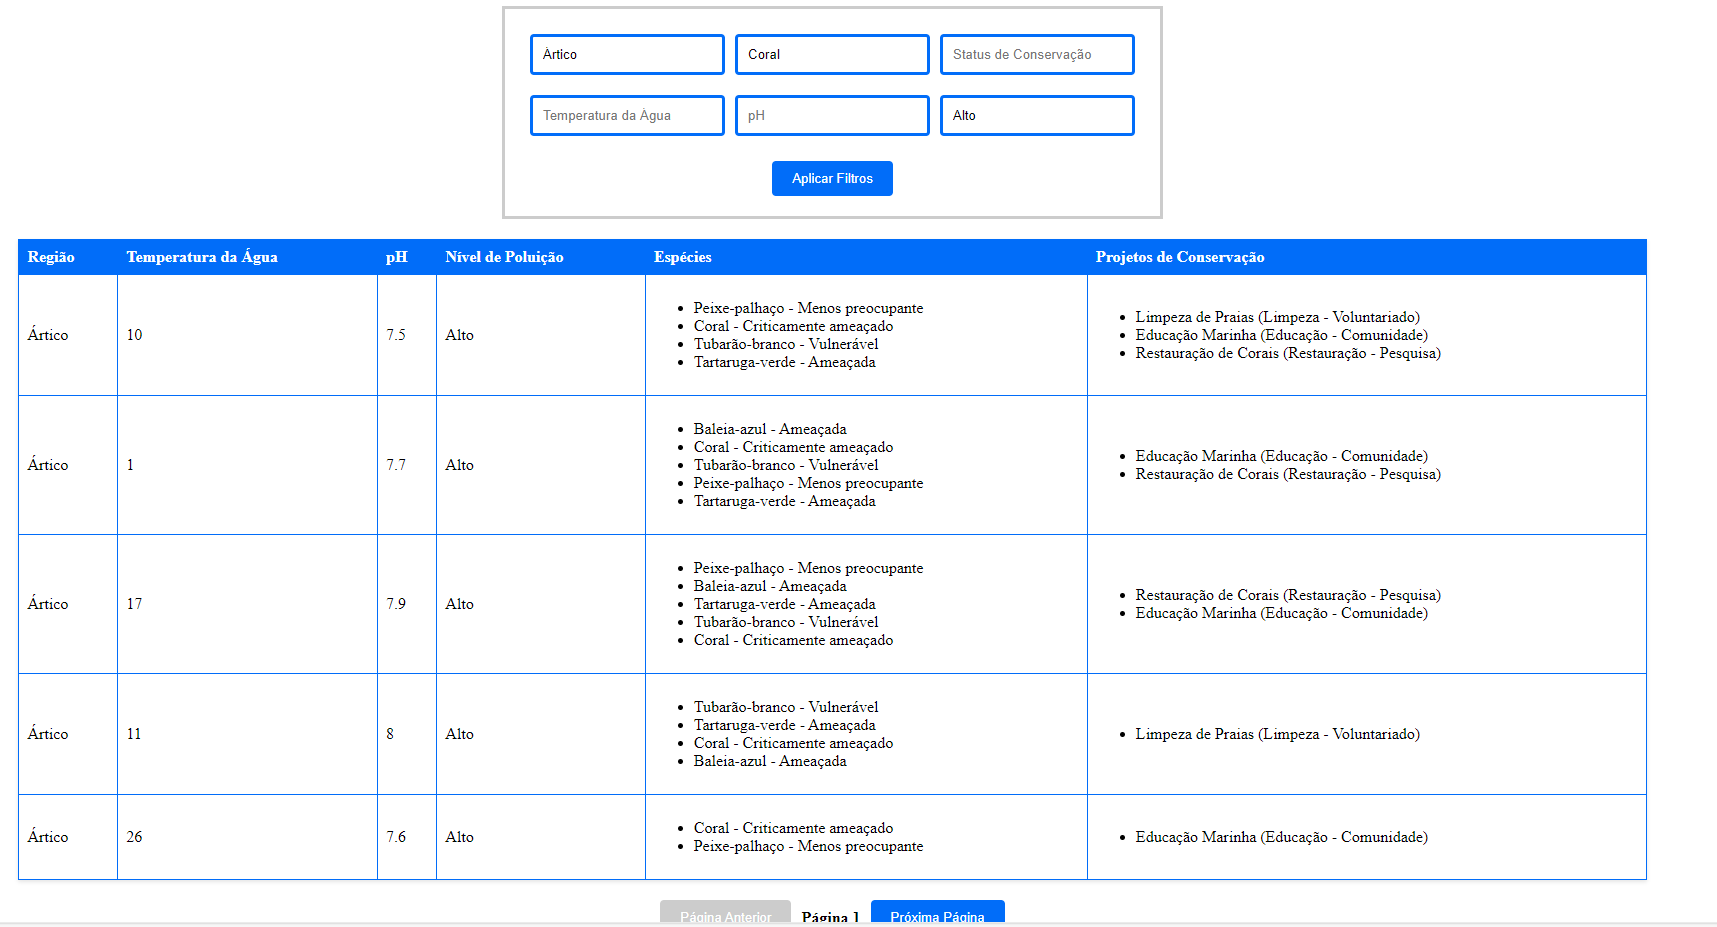 Ártico Coral Status de Conservação
Temperatura da Água pH Alto
Aplicar Filtros
Região Temperatura da Água pH Nível de Poluição Espécies Projetos de Conservação
Ártico 10 7.5 Alto
Peixe-palhaço - Menos preocupante
Coral - Criticamente ameaçado
Tubarão-branco - Vulnerável
Tartaruga-verde - Ameaçada
Limpeza de Praias (Limpeza - Voluntariado)
Educação Marinha (Educação - Comunidade)
Restauração de Corais (Restauração - Pesquisa)
Ártico 1 7.7 Alto
Baleia-azul - Ameaçada
Coral - Criticamente ameaçado
Tubarão-branco - Vulnerável
Peixe-palhaço - Menos preocupante
Tartaruga-verde - Ameaçada
Educação Marinha (Educação - Comunidade)
Restauração de Corais (Restauração - Pesquisa)
Ártico 17 7.9 Alto
Peixe-palhaço - Menos preocupante
Baleia-azul - Ameaçada
Tartaruga-verde - Ameaçada
Tubarão-branco - Vulnerável
Coral - Criticamente ameaçado
Restauração de Corais (Restauração - Pesquisa)
Educação Marinha (Educação - Comunidade)
Ártico 11 8 Alto
Tubarão-branco - Vulnerável
Tartaruga-verde - Ameaçada
Coral - Criticamente ameaçado
Baleia-azul - Ameaçada
Limpeza de Praias (Limpeza - Voluntariado)
Ártico 26 7.6 Alto
Coral - Criticamente ameaçado
Peixe-palhaço - Menos preocupante
Educação Marinha (Educação - Comunidade)
Página Anterior Página 1 Próxima Página